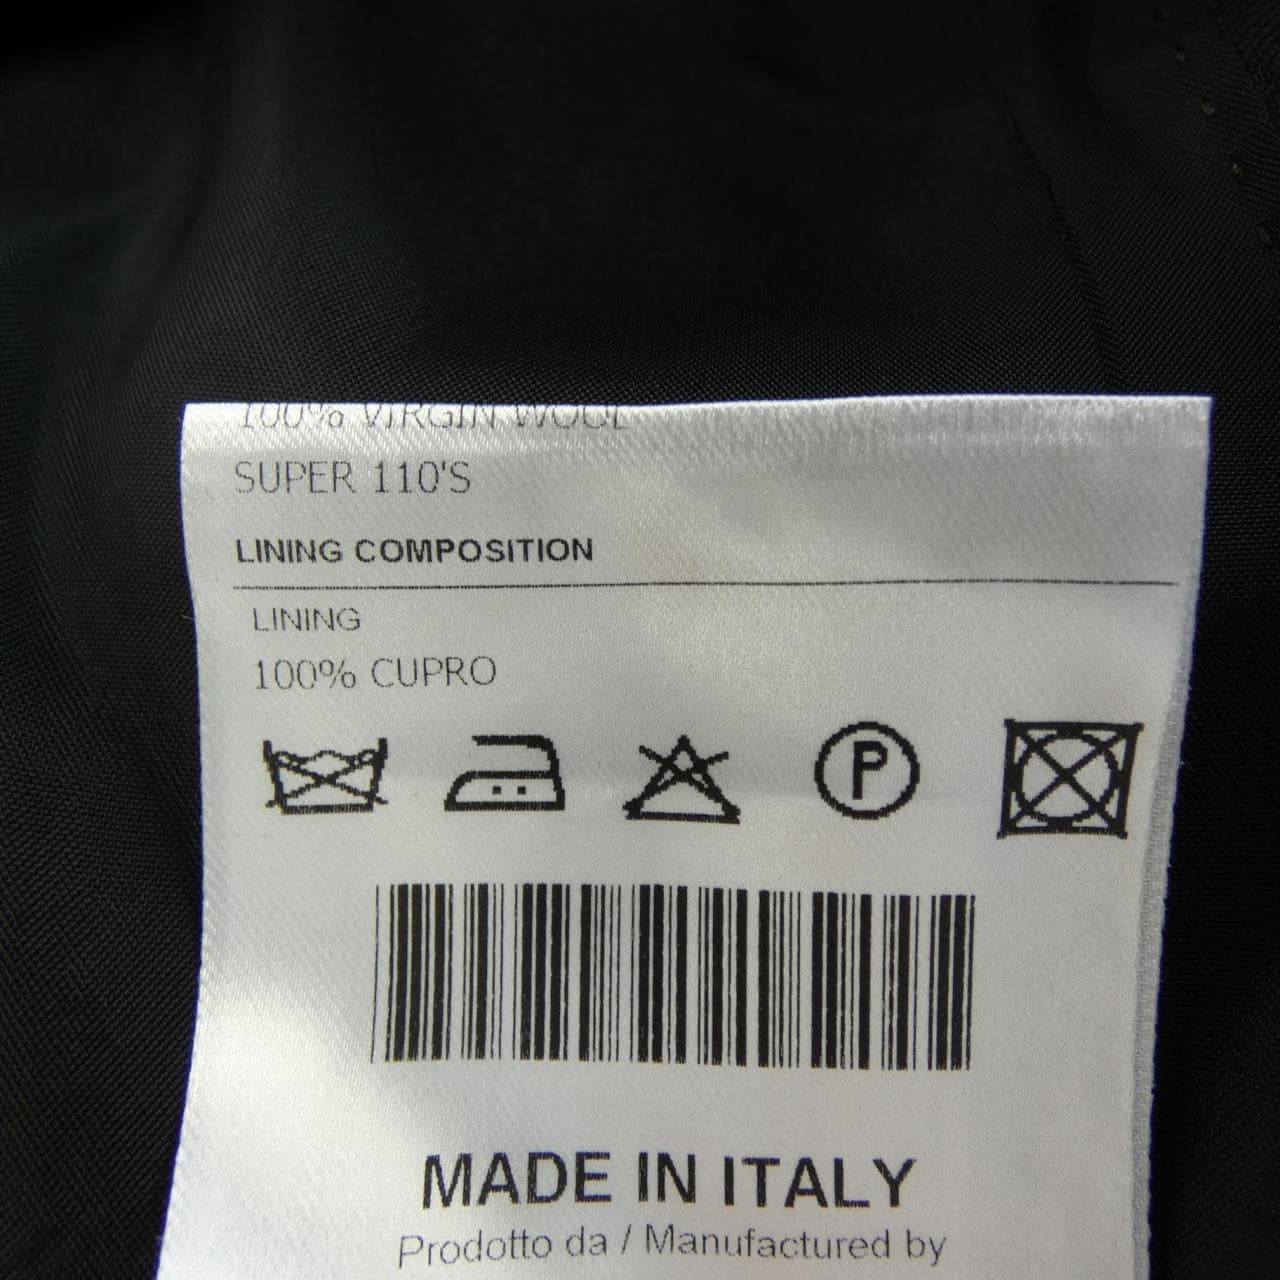 100% VIRGIN WOOL
SUPER 110'S
LINING COMPOSITION
LINING
100% CUPRO
P
MADE IN ITALY
Prodotto da / Manufactured by